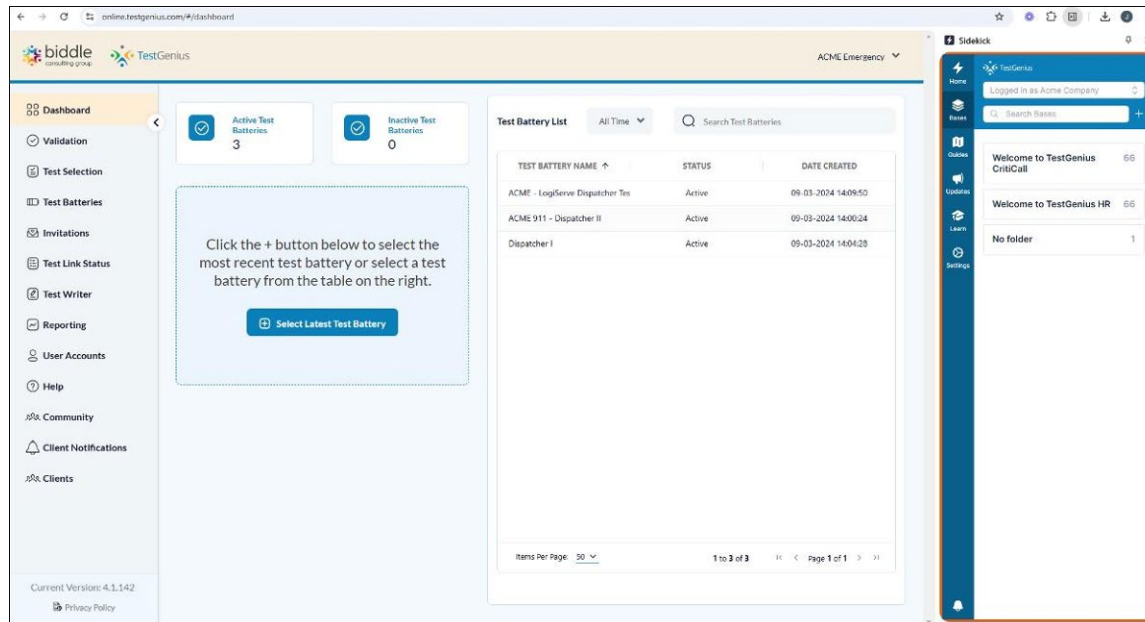 online.testgenius.com/#/dashboard
biddle
consulting group
TestGenius
ACME Emergency
Dashboard
Validation
Test Selection
Test Batteries
Invitations
Test Link Status
Test Writer
Reporting
User Accounts
Help
Community
Client Notifications
Clients
Current Version: 4.1.142
Privacy Policy
Active Test
Batteries
3
Inactive Test
Batteries
0
Click the + button below to select the
most recent test battery or select a test
battery from the table on the right.
Select Latest Test Battery
Test Battery List
All Time
Search Test Batteries
TEST BATTERY NAME STATUS DATE CREATED
ACME - LogiServe Dispatcher Tes Active 09-03-2024 14:09:50
ACME 911 - Dispatcher II Active 09-03-2024 14:00:24
Dispatcher I Active 09-03-2024 14:04:28
Items Per Page: 50
1 to 3 of 3
Page 1 of 1
Sidekick
Home
Bases
Guides
Updates
Learn
Settings
TestGenius
Logged in as Acme Company
Search Bases
Welcome to TestGenius 66
CritiCall
Welcome to TestGenius HR 66
No folder 1